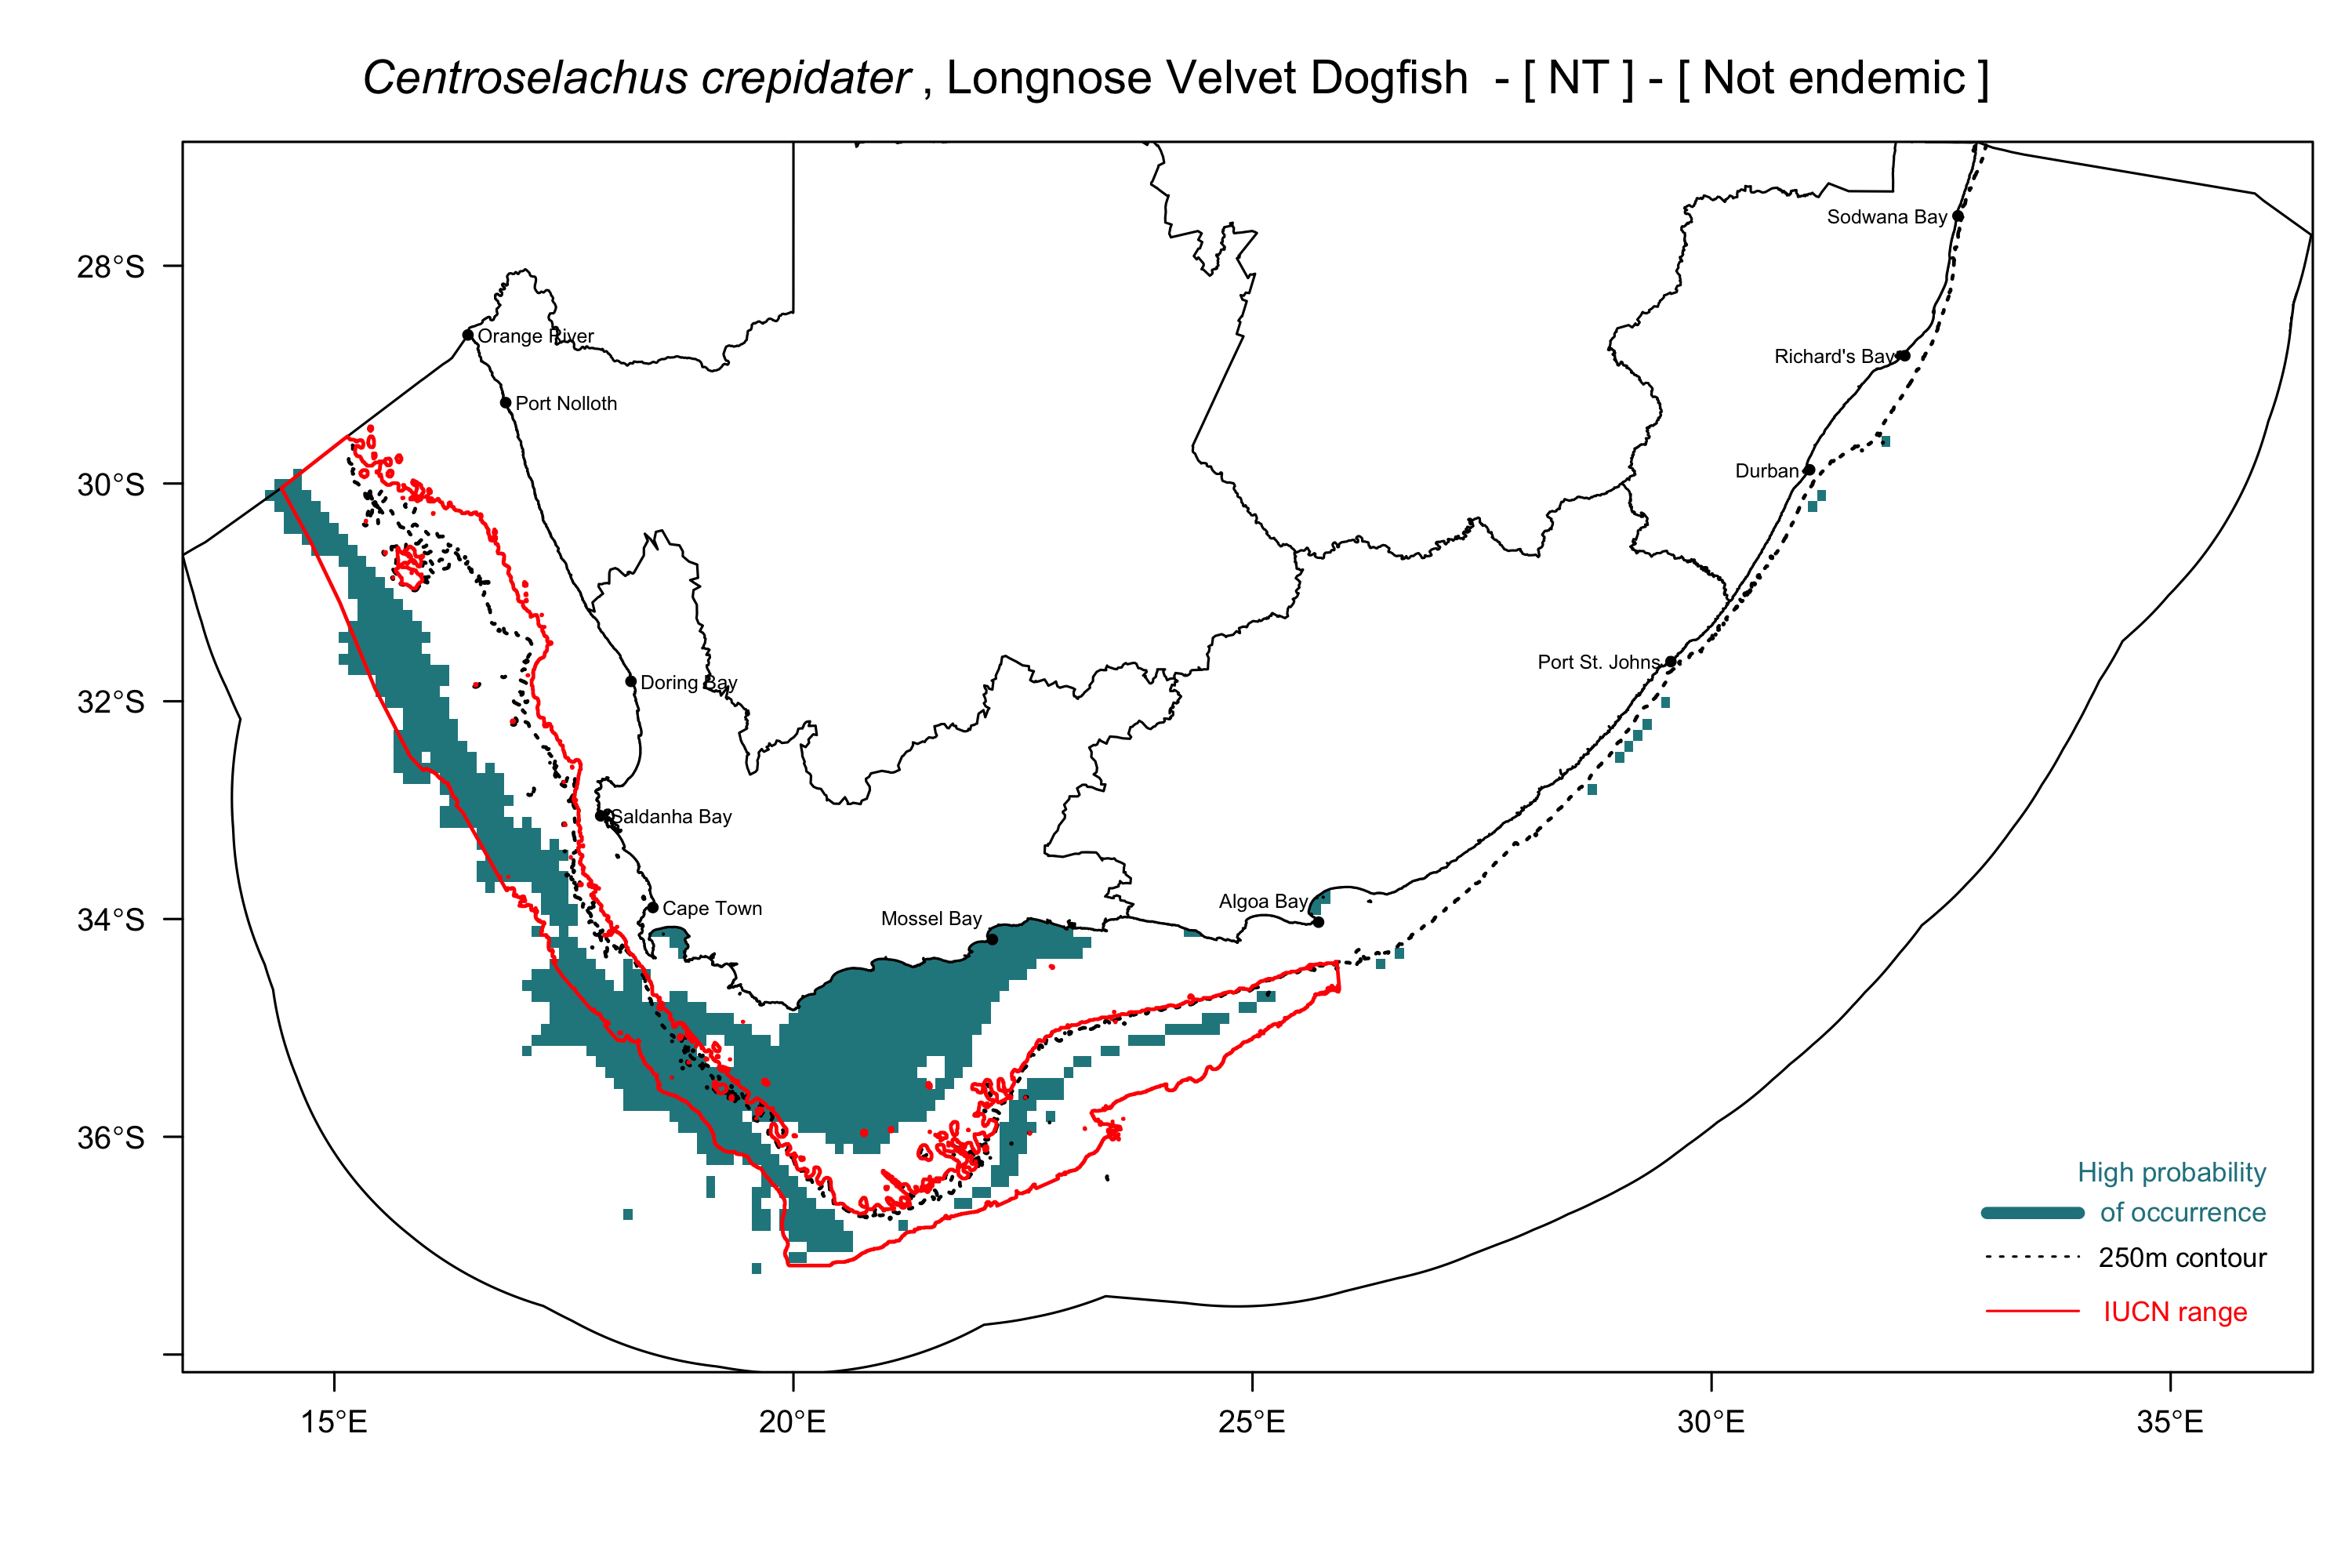 Centroselachus crepidater , Longnose Velvet Dogfish - [ NT ] - [ Not endemic ]
Sodwana Bay
28°S
Orange River
Richard's Bay
Port Nolloth
Durban
30°S
Port St. Johns
Doring Bay
32°S
Saldanha Bay
Algoa Bay
Cape Town
Mossel Bay
34°S
36°S
High probability
of occurrence
250m contour
IUCN range
15°E
20°E
25°E
30°E
35°E